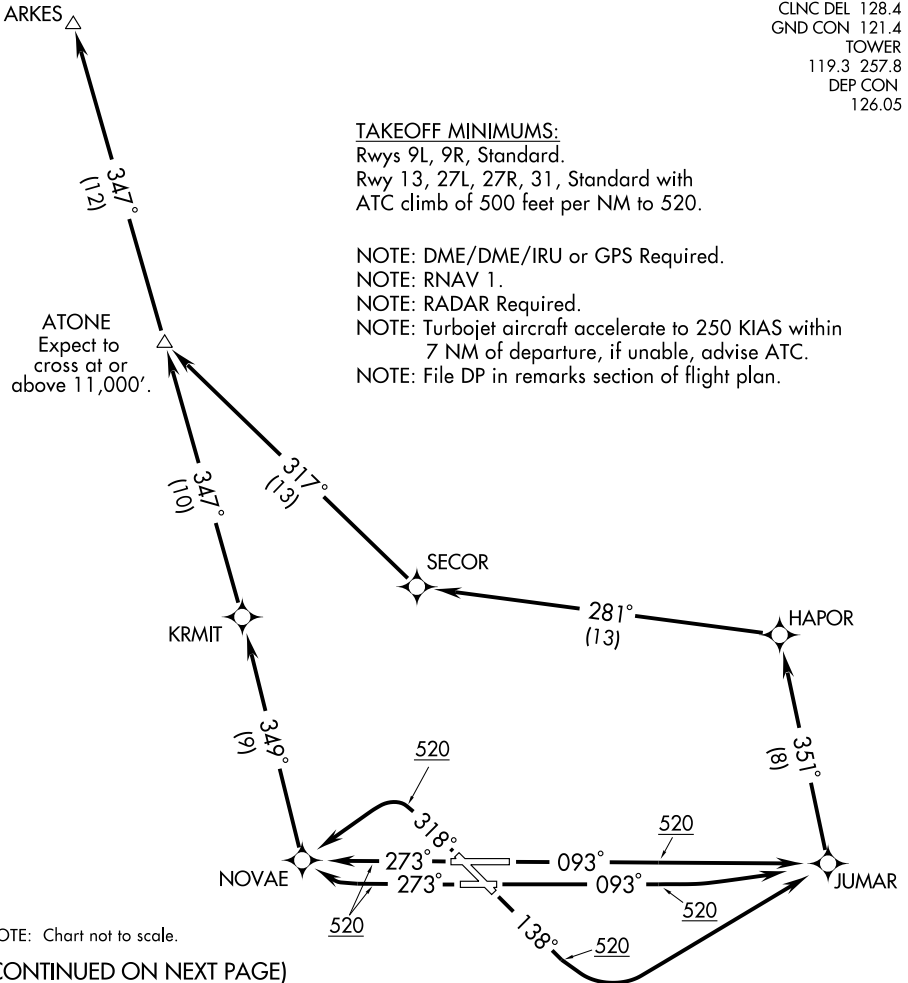 ARKES
CLNC DEL 128.4
GND CON 121.4
TOWER
119.3 257.8
DEP CON
126.05
TAKEOFF MINIMUMS:
Rwys 9L, 9R, Standard.
Rwy 13, 27L, 27R, 31, Standard with
ATC climb of 500 feet per NM to 520.
347°
(12)
NOTE: DME/DME/IRU or GPS Required.
NOTE: RNAV 1.
NOTE: RADAR Required.
NOTE: Turbojet aircraft accelerate to 250 KIAS within
7 NM of departure, if unable, advise ATC.
NOTE: File DP in remarks section of flight plan.
ATONE
Expect to
cross at or
above 11,000'.
317°
(13)
347°
(10)
SECOR
281°
(13)
HAPOR
KRMIT
349°
(9)
351°
(8)
520
318°
520
273°
093°
NOVAE
273°
093°
JUMAR
520
520
138°
520
OTE: Chart not to scale.
CONTINUED ON NEXT PAGE)